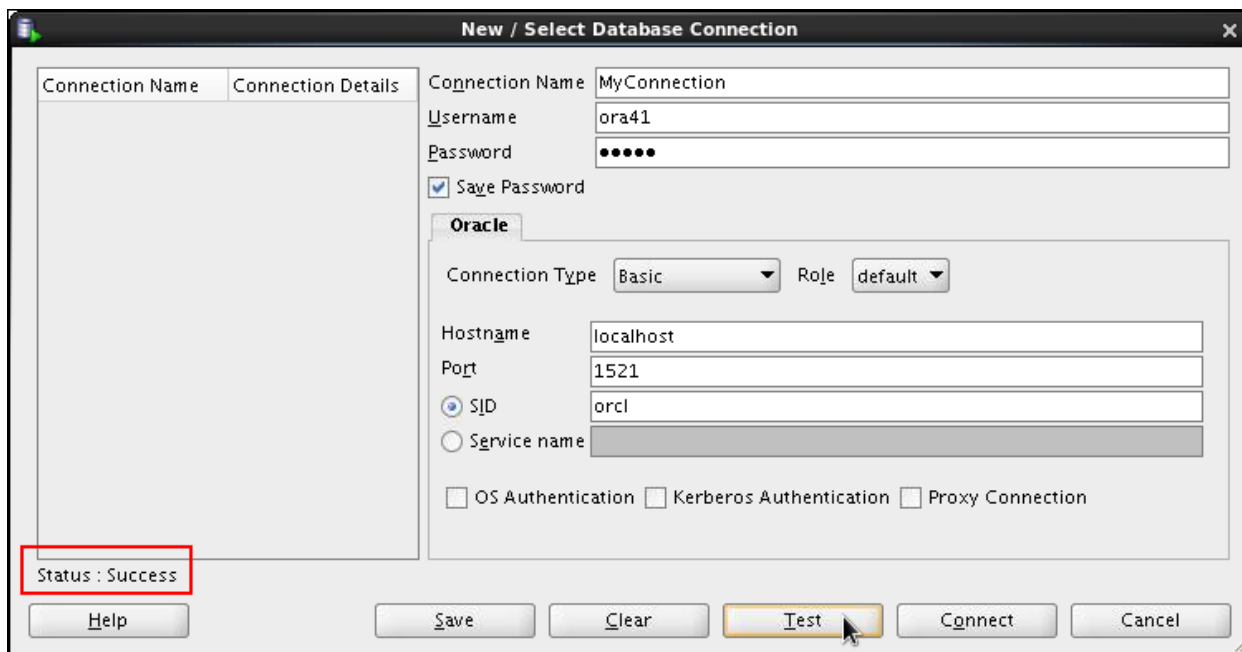 New / Select Database Connection
Connection Name Connection Details
Connection Name MyConnection
Username ora41
Password •••••
Save Password
Oracle
Connection Type Basic Role default
Hostname localhost
Port 1521
SID orcl
Service name
OS Authentication Kerberos Authentication Proxy Connection
Status : Success
Help Save Clear Test Connect Cancel